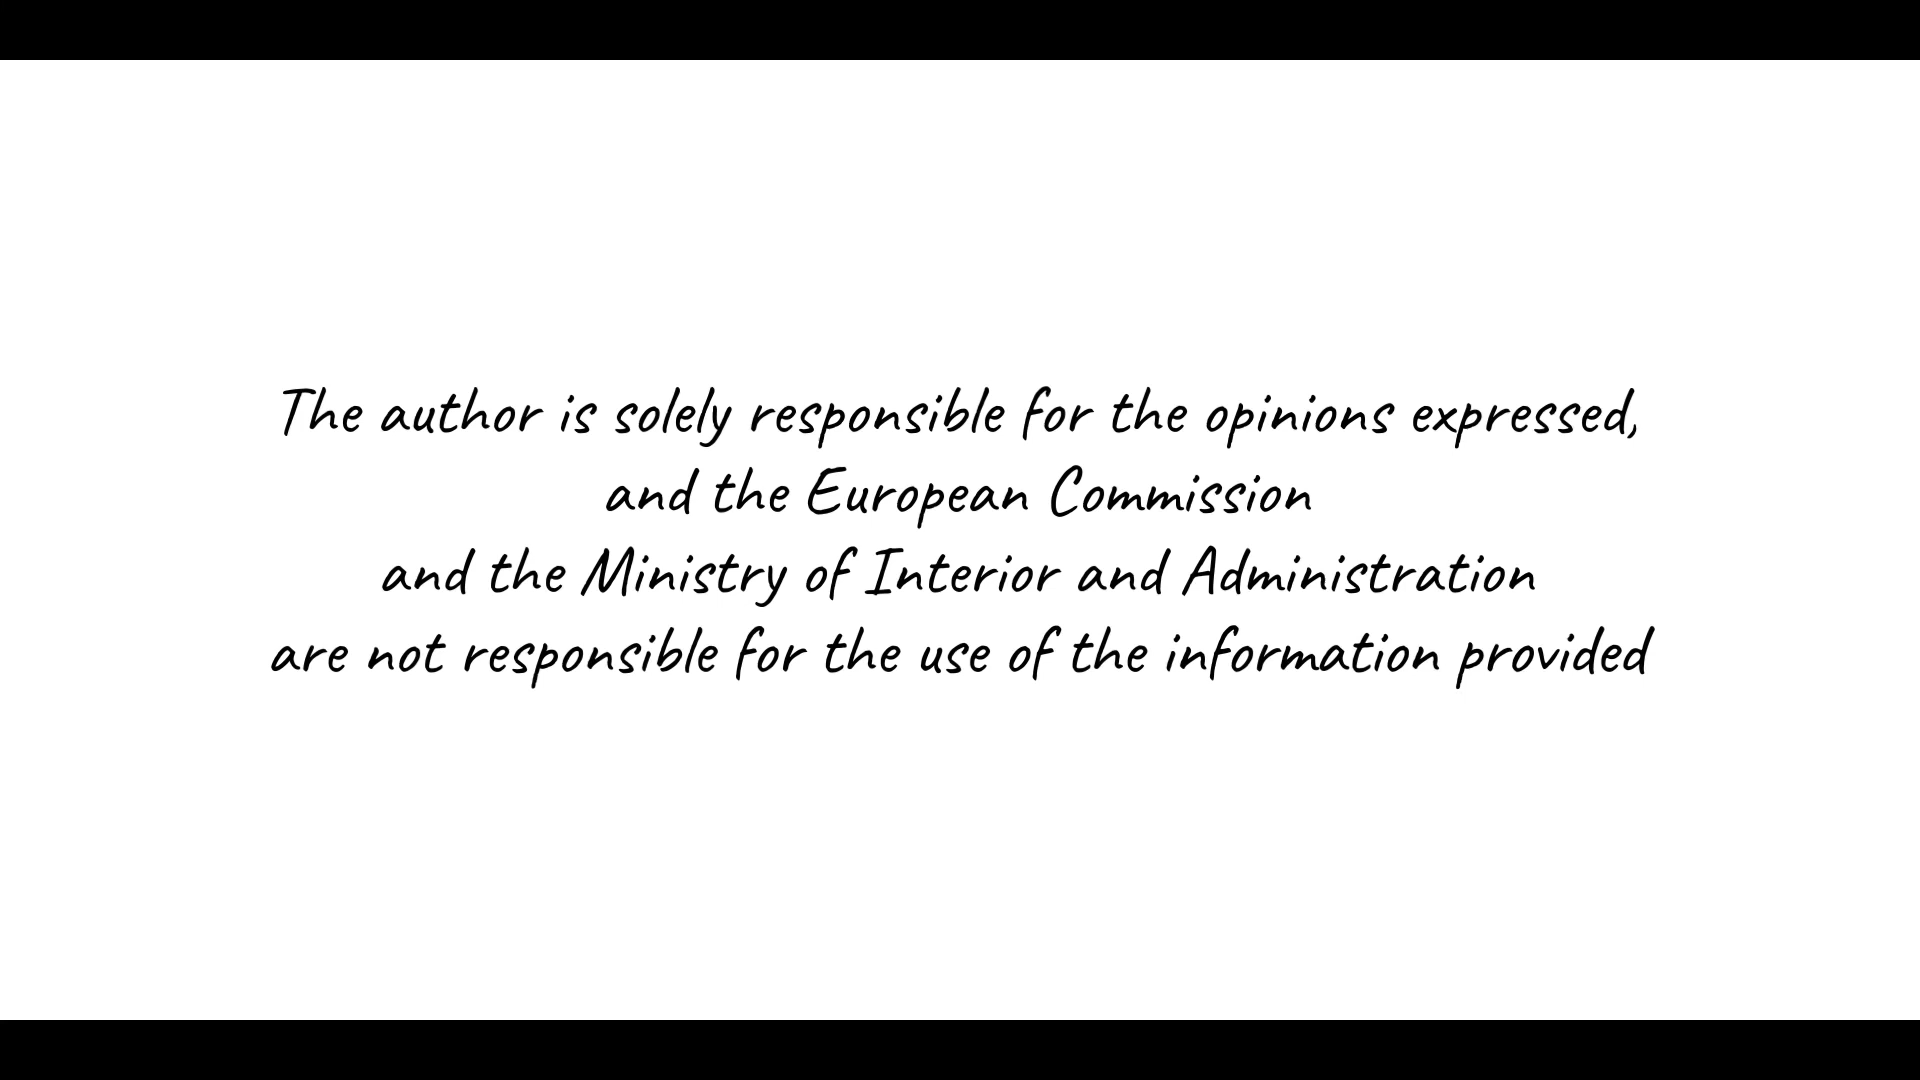 The author is solely responsible for the opinions expressed,
and the European Commission
and the Ministry of Interior and Administration
are not responsible for the use of the information provided